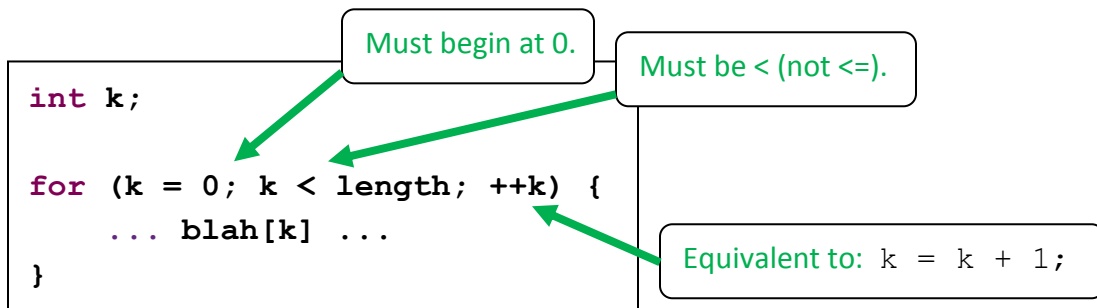 Must begin at 0.
Must be < (not <=).
int k;
for (k = 0; k < length; ++k) {
... blah[k] ...
}
Equivalent to: k = k + 1;